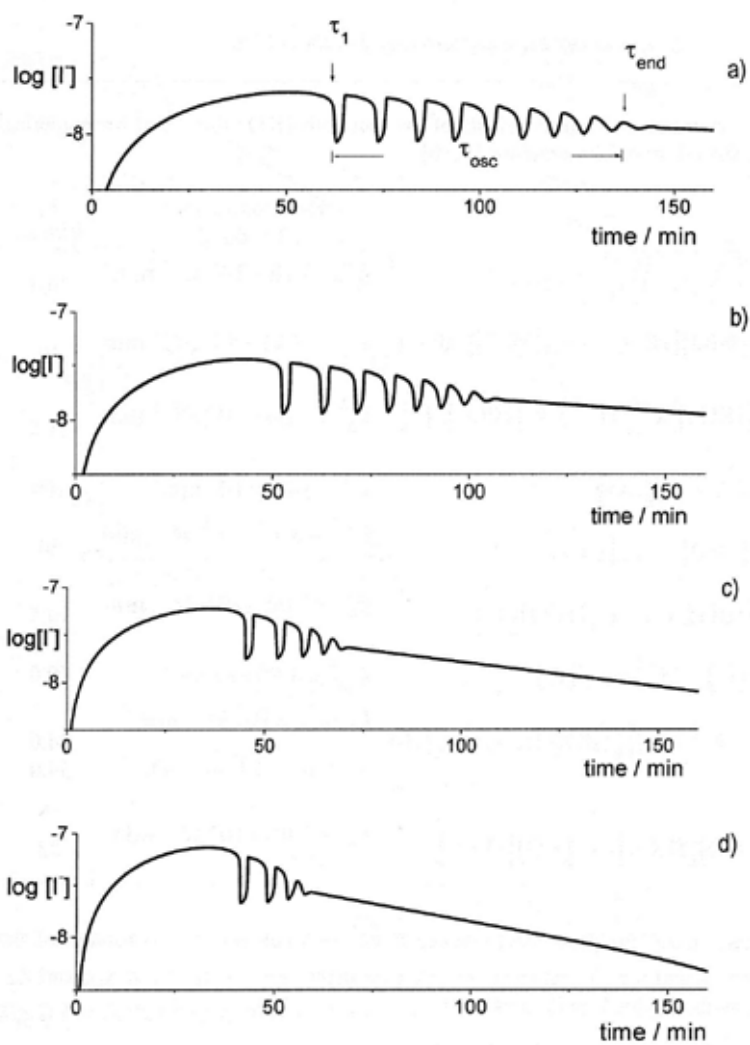 -7
τ₁
τend
a)
log [I⁻]
-8
τosc
0 50 100 150
time / min
-7
b)
log[I⁻]
-8
0 50 100 150
time / min
-7
c)
log[I⁻]
-8
0 50 100 150
time / min
-7
d)
log [I⁻]
-8
0 50 100 150
time / min